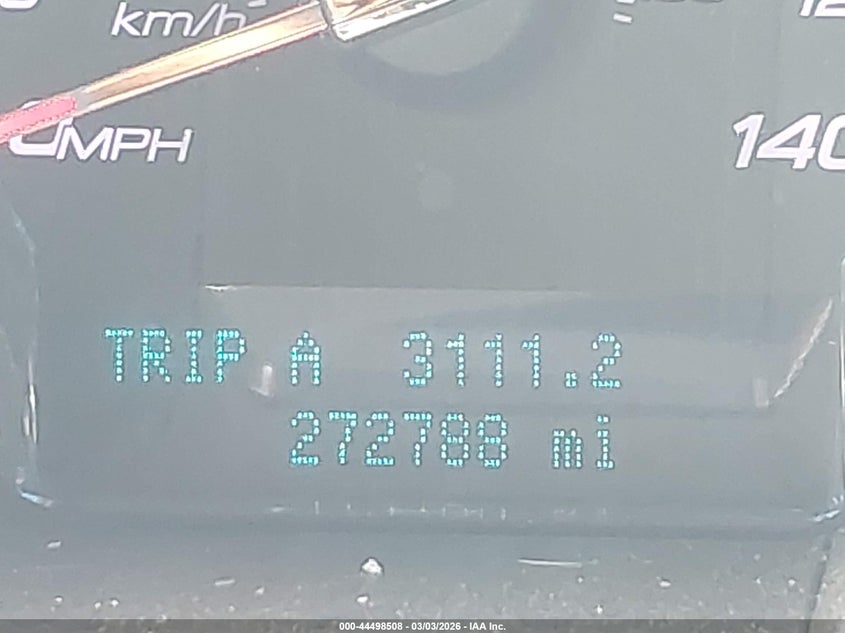 km/h
MPH
140
TRIP A 3111.2
272788 mi
000-44498508 - 03/03/2026 - IAA Inc.